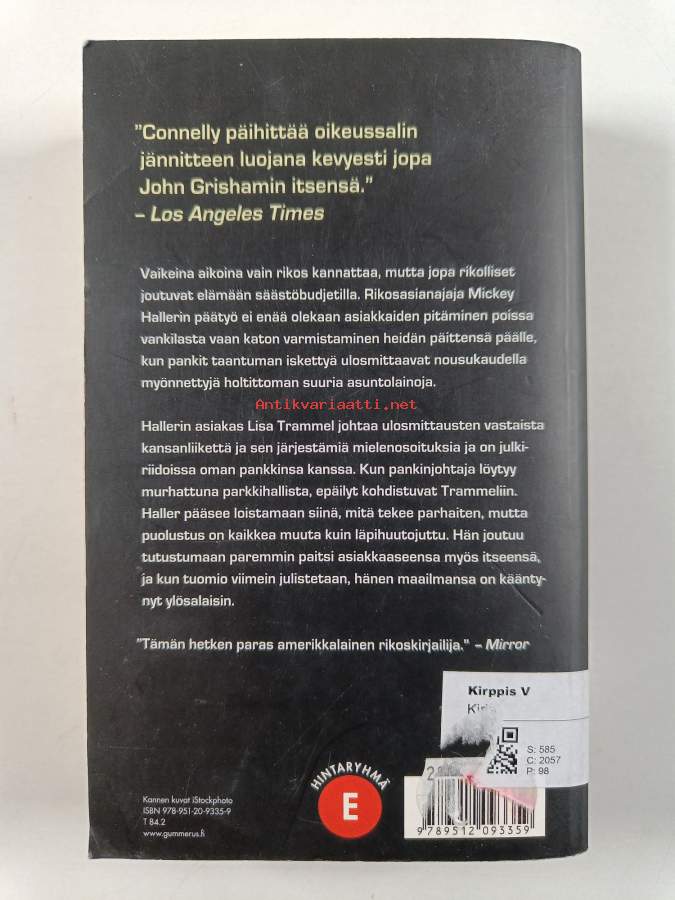 "Connelly päihittää oikeussalin
jännitteen luojana kevyesti jopa
John Grishamin itsensä."
– Los Angeles Times
Vaikeina aikoina vain rikos kannattaa, mutta jopa rikolliset
joutuvat elämään säästöbudjetilla. Rikosasianajaja Mickey
Hallerin päätyö ei enää olekaan asiakkaiden pitäminen poissa
vankilasta vaan katon varmistaminen heidän päittensä päälle,
kun pankit taantuman iskettyä ulosmittaavat nousukaudella
myönnettyjä holtittoman suuria asuntolainoja.
Antikvariaatti.net
Hallerin asiakas Lisa Trammel johtaa ulosmittausten vastaista
kansanliikettä ja sen järjestämiä mielenosoituksia ja on julki-
riidoissa oman pankkinsa kanssa. Kun pankinjohtaja löytyy
murhattuna parkkihallista, epäilyt kohdistuvat Trammeliin.
Haller pääsee loistamaan siinä, mitä tekee parhaiten, mutta
puolustus on kaikkea muuta kuin läpihuutojuttu. Hän joutuu
tutustumaan paremmin paitsi asiakkaaseensa myös itseensä,
ja kun tuomio viimein julistetaan, hänen maailmansa on käänty-
nyt ylösalaisin.
"Tämän hetken paras amerikkalainen rikoskirjailija." – Mirror
Kirppis V
S: 585
C: 2057
P: 98
HINTARYHMÄ
E
Kannen kuvat iStockphoto
ISBN 978-951-20-9335-9
T 84.2
www.gummerus.fi
9 789512 093359